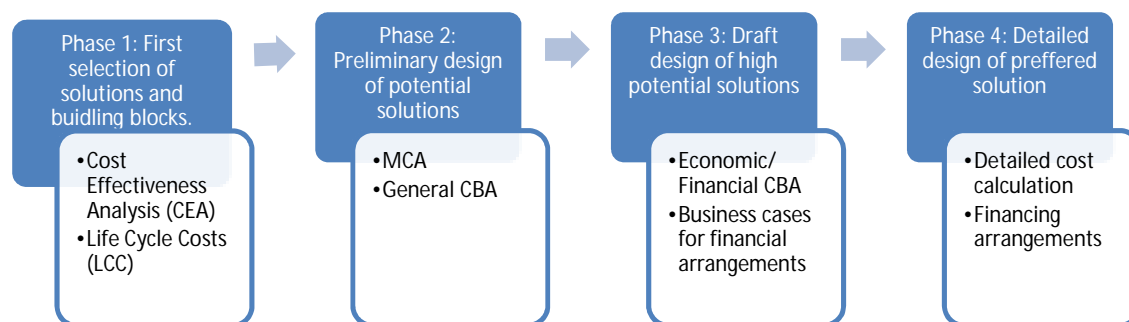 Phase 1: First
selection of
solutions and
buidling blocks.
•Cost
Effectiveness
Analysis (CEA)
•Life Cycle Costs
(LCC)
Phase 2:
Preliminary design
of potential
solutions
•MCA
•General CBA
Phase 3: Draft
design of high
potential solutions
•Economic/
Financial CBA
•Business cases
for financial
arrangements
Phase 4: Detailed
design of preffered
solution
•Detailed cost
calculation
•Financing
arrangements